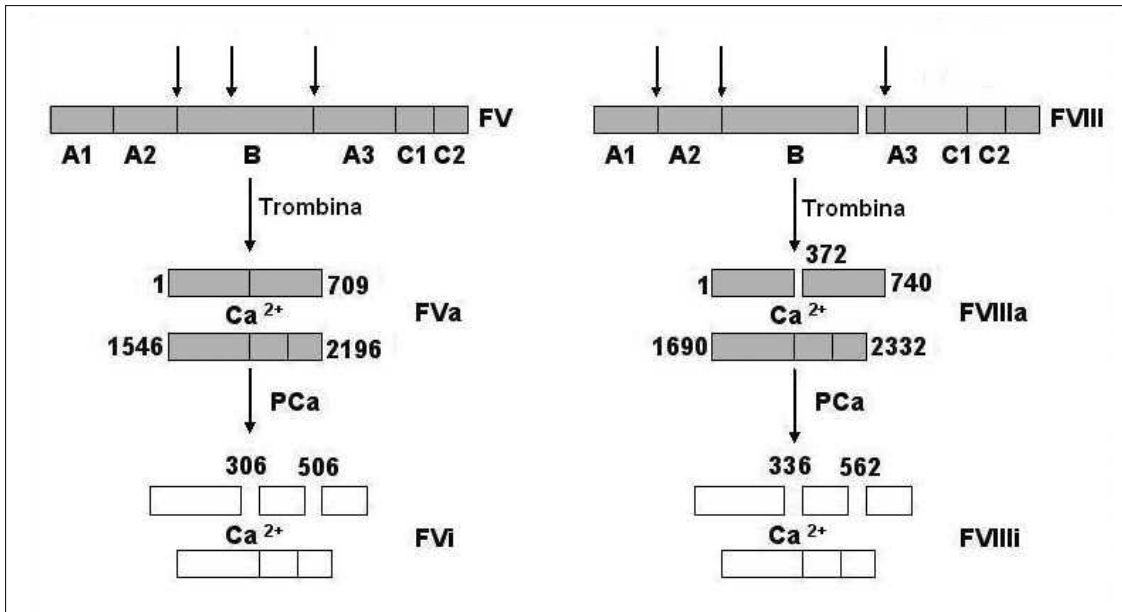 FV
A1 A2 B A3 C1 C2
Trombina
1 709
Ca 2+
FVa
1546 2196
PCa
306 506
Ca 2+
FVi
FVIII
A1 A2 B A3 C1 C2
Trombina
372
1 740
Ca 2+
FVIIIa
1690 2332
PCa
336 562
Ca 2+
FVIIIi